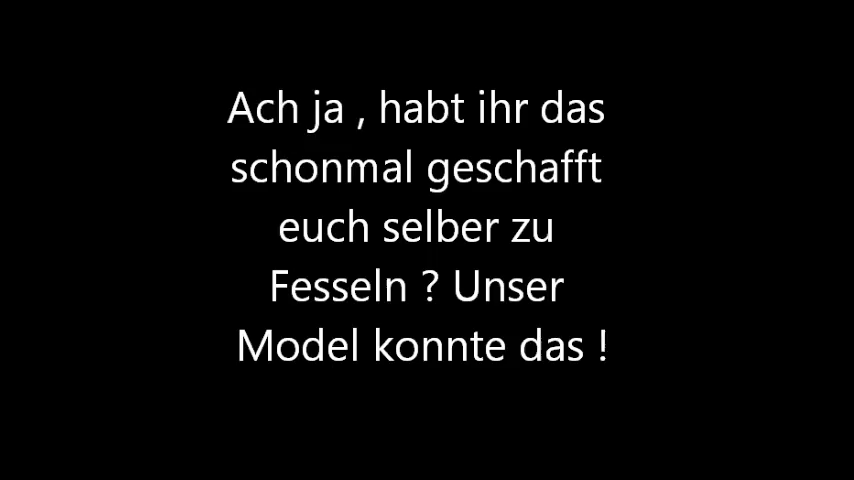 Ach ja , habt ihr das
schonmal geschafft
euch selber zu
Fesseln ? Unser
Model konnte das !